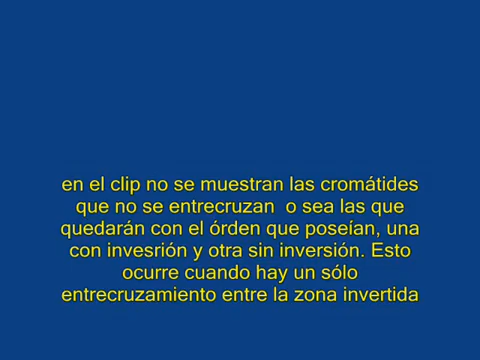 en el clip no se muestran las cromátides
que no se entrecruzan o sea las que
quedarán con el órden que poseían, una
con invesrión y otra sin inversión. Esto
ocurre cuando hay un sólo
entrecruzamiento entre la zona invertida